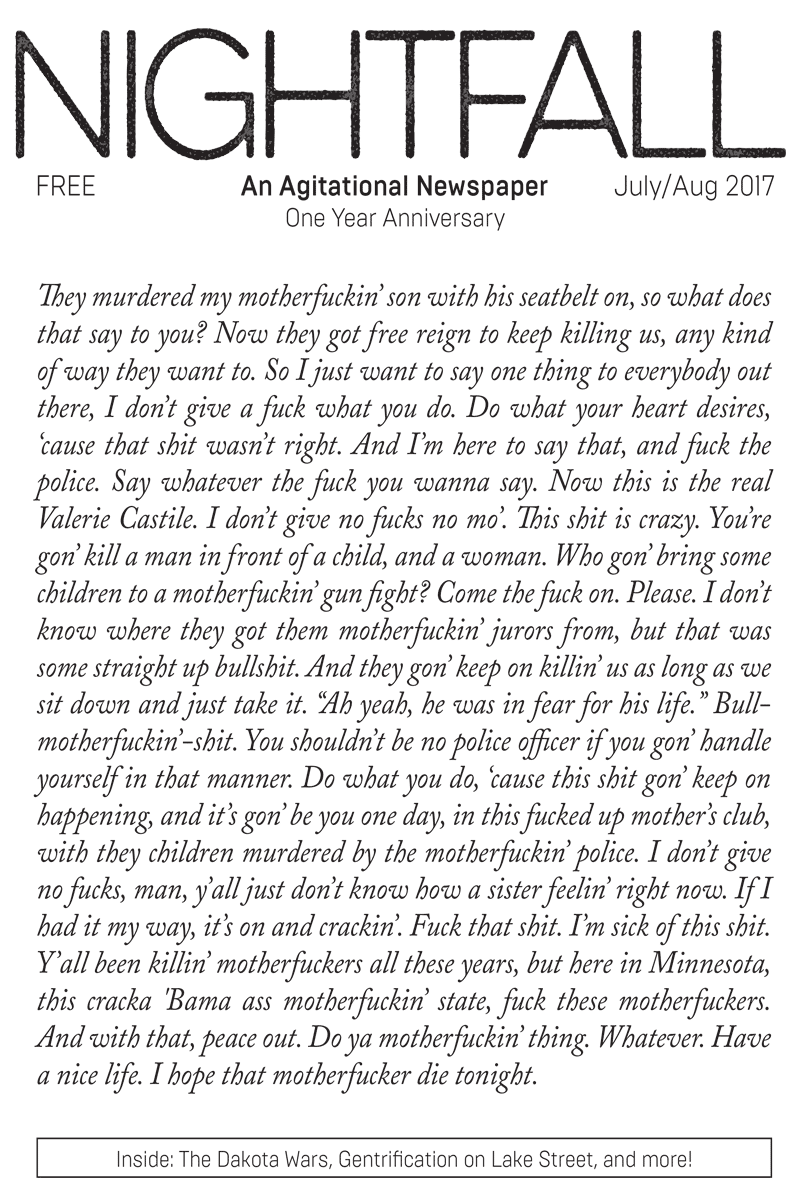 NIGHTFALL
FREE An Agitational Newspaper July/Aug 2017
One Year Anniversary
They murdered my motherfuckin’ son with his seatbelt on, so what does
that say to you? Now they got free reign to keep killing us, any kind
of way they want to. So I just want to say one thing to everybody out
there, I don’t give a fuck what you do. Do what your heart desires,
‘cause that shit wasn’t right. And I’m here to say that, and fuck the
police. Say whatever the fuck you wanna say. Now this is the real
Valerie Castile. I don’t give no fucks no mo’. This shit is crazy. You’re
gon’ kill a man in front of a child, and a woman. Who gon’ bring some
children to a motherfuckin’ gun fight? Come the fuck on. Please. I don’t
know where they got them motherfuckin’ jurors from, but that was
some straight up bullshit. And they gon’ keep on killin’ us as long as we
sit down and just take it. “Ah yeah, he was in fear for his life.” Bull-
motherfuckin’-shit. You shouldn’t be no police officer if you gon’ handle
yourself in that manner. Do what you do, ‘cause this shit gon’ keep on
happening, and it’s gon’ be you one day, in this fucked up mother’s club,
with they children murdered by the motherfuckin’ police. I don’t give
no fucks, man, y’all just don’t know how a sister feelin’ right now. If I
had it my way, it’s on and crackin’. Fuck that shit. I’m sick of this shit.
Y’all been killin’ motherfuckers all these years, but here in Minnesota,
this cracka 'Bama ass motherfuckin’ state, fuck these motherfuckers.
And with that, peace out. Do ya motherfuckin’ thing. Whatever. Have
a nice life. I hope that motherfucker die tonight.
Inside: The Dakota Wars, Gentrification on Lake Street, and more!